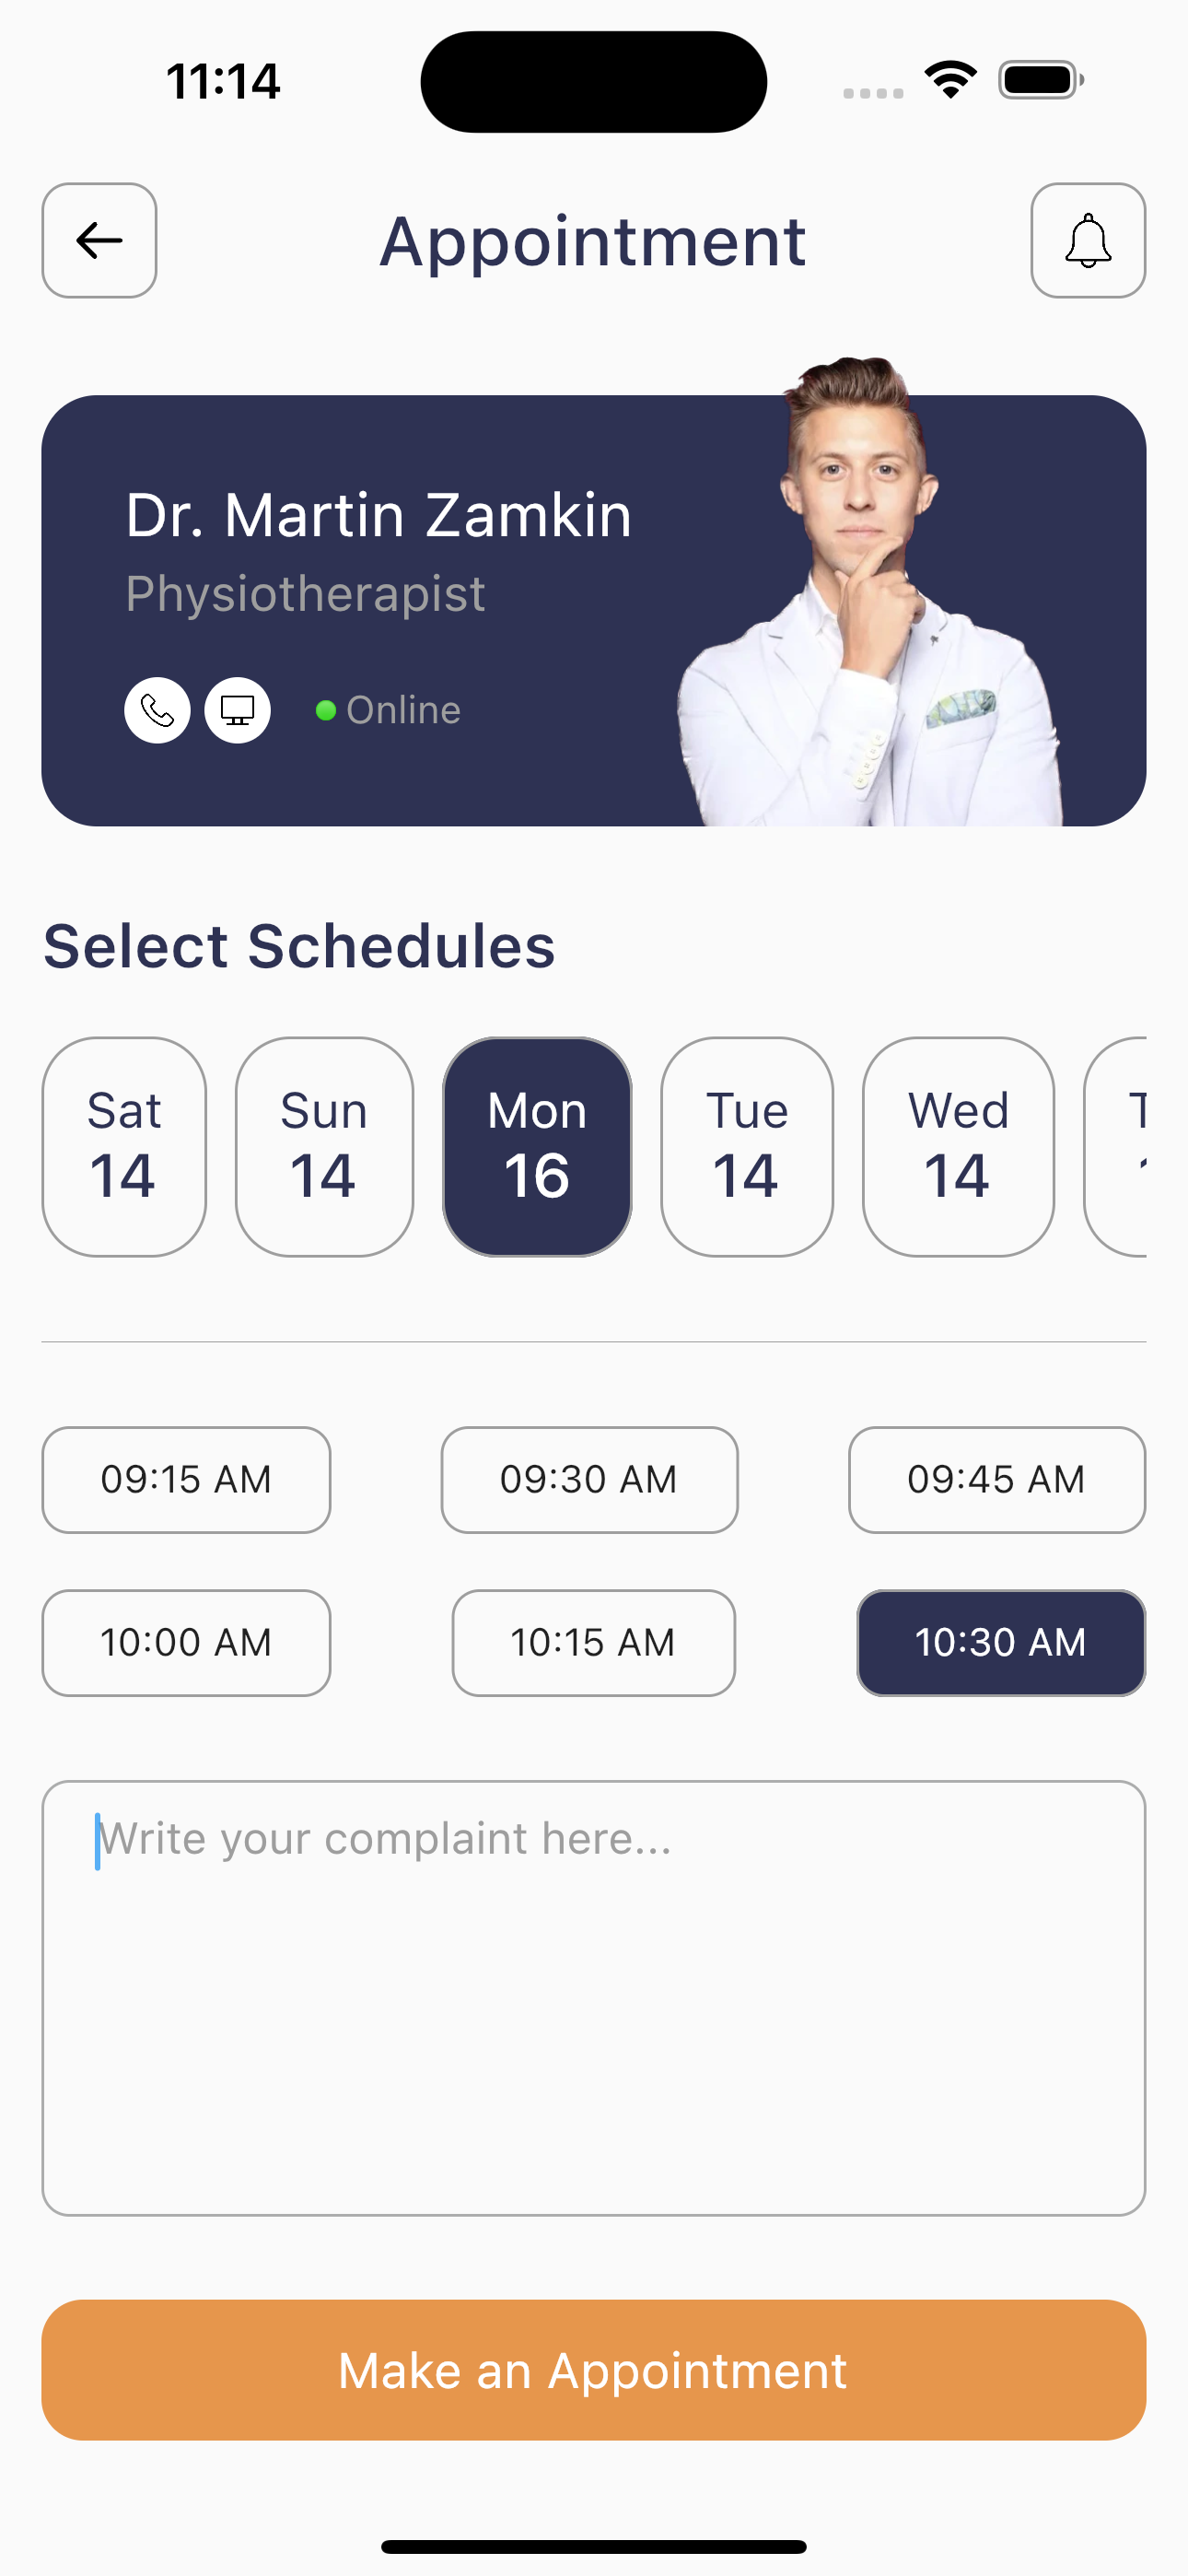 11:14
Appointment
Dr. Martin Zamkin
Physiotherapist
Online
Select Schedules
Sat Sun Mon Tue Wed
14 14 16 14 14
09:15 AM 09:30 AM 09:45 AM
10:00 AM 10:15 AM 10:30 AM
Write your complaint here...
Make an Appointment